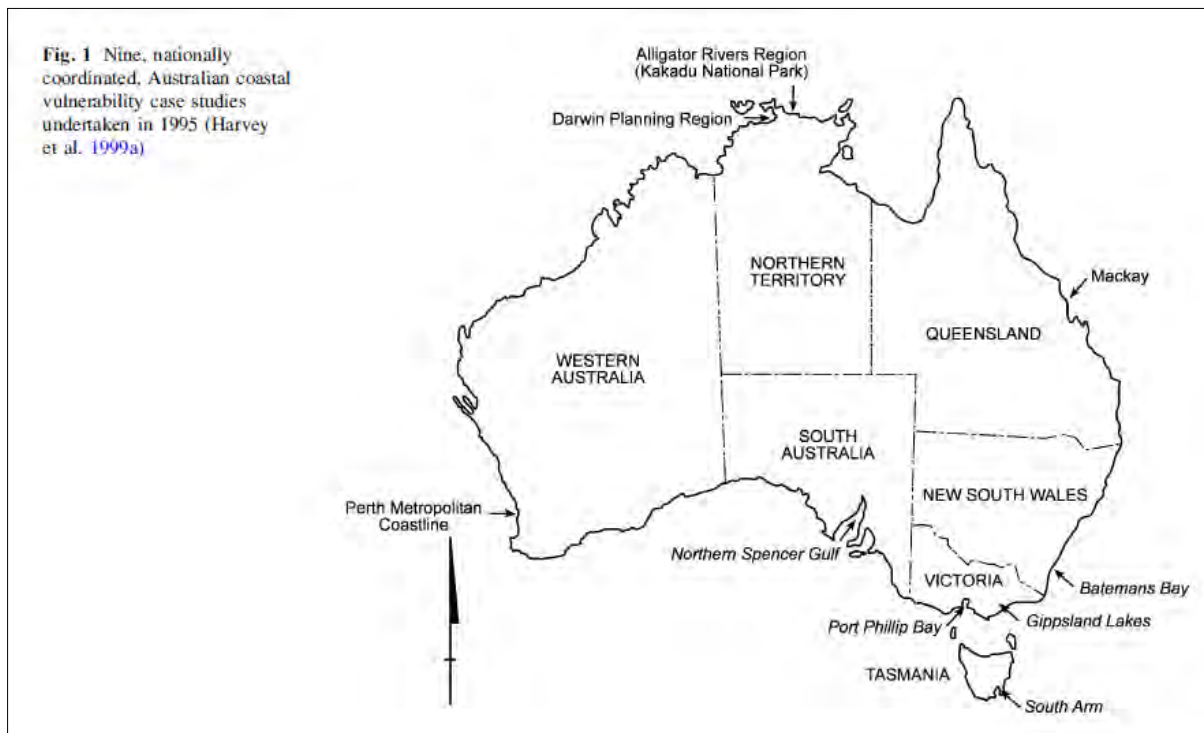 Fig. 1 Nine, nationally
coordinated, Australian coastal
vulnerability case studies
undertaken in 1995 (Harvey
et al. 1999a)
Alligator Rivers Region
(Kakadu National Park)
Darwin Planning Region
NORTHERN
TERRITORY
Mackay
QUEENSLAND
WESTERN
AUSTRALIA
SOUTH
AUSTRALIA
NEW SOUTH WALES
Perth Metropolitan
Coastline
Northern Spencer Gulf
VICTORIA
Batemans Bay
Port Phillip Bay
Gippsland Lakes
TASMANIA
South Arm